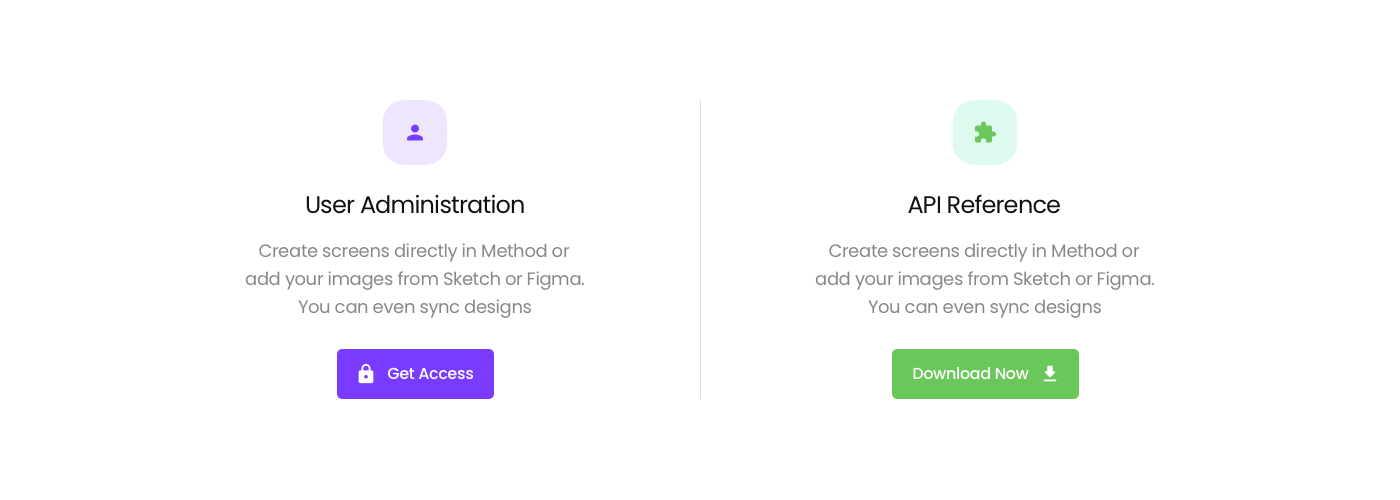 User Administration
Create screens directly in Method or
add your images from Sketch or Figma.
You can even sync designs
Get Access
API Reference
Create screens directly in Method or
add your images from Sketch or Figma.
You can even sync designs
Download Now